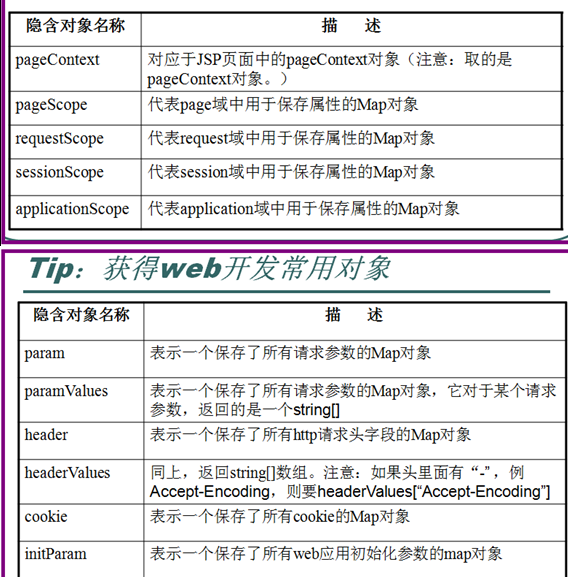 隐含对象名称 描 述
pageContext 对应于JSP页面中的pageContext对象（注意：取的是
pageContext对象。）
pageScope 代表page域中用于保存属性的Map对象
requestScope 代表request域中用于保存属性的Map对象
sessionScope 代表session域中用于保存属性的Map对象
applicationScope 代表application域中用于保存属性的Map对象
Tip：获得web开发常用对象
隐含对象名称 描 述
param 表示一个保存了所有请求参数的Map对象
paramValues 表示一个保存了所有请求参数的Map对象，它对于某个请求
参数，返回的是一个string[]
header 表示一个保存了所有http请求头字段的Map对象
headerValues 同上，返回string[]数组。注意：如果头里面有“-” ，例
Accept-Encoding，则要headerValues[“Accept-Encoding”]
cookie 表示一个保存了所有cookie的Map对象
initParam 表示一个保存了所有web应用初始化参数的map对象